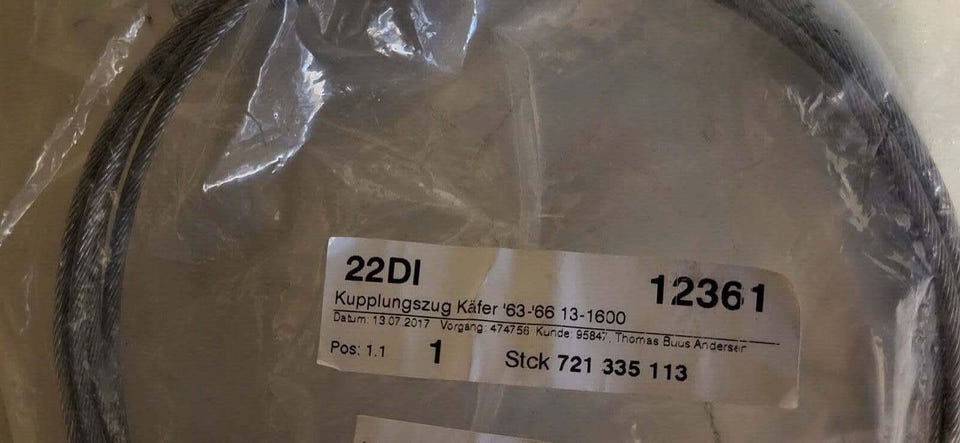 22DI 12361
Kupplungszug Käfer '63-'66 13-1600
Datum: 13.07.2017 Vorgang: 474756 Kunde: 95847, Thomas Buus Andersen
Pos: 1.1 1 Stck 721 335 113